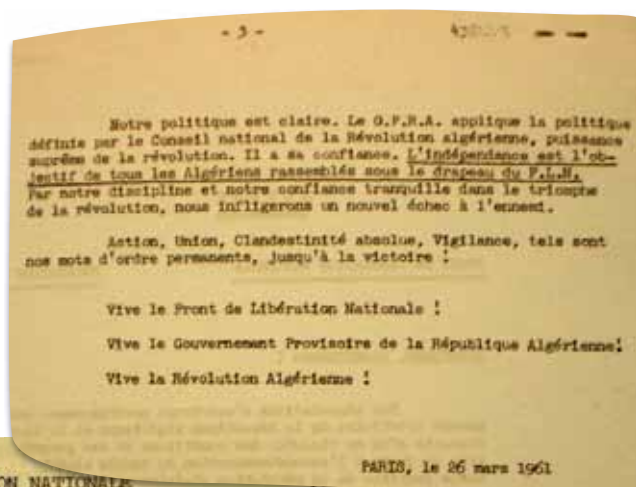 - 3 -
Notre politique est claire. Le G.P.R.A. applique la politique
définie par le Conseil national de la Révolution algérienne, puissance
suprême de la révolution. Il a sa confiance. L'indépendance est l'ob-
jectif de tous les Algériens rassemblés sous le drapeau du F.L.N.
Par notre discipline et notre confiance tranquille dans le triomphe
de la révolution, nous infligerons un nouvel échec à l'ennemi.
Action, Union, Clandestinité absolue, Vigilance, tels sont
nos mots d'ordre permanents, jusqu'à la victoire !
Vive le Front de Libération Nationale !
Vive le Gouvernement Provisoire de la République Algérienne!
Vive la Révolution Algérienne !
PARIS, le 26 mars 1961
ON NATIONALE